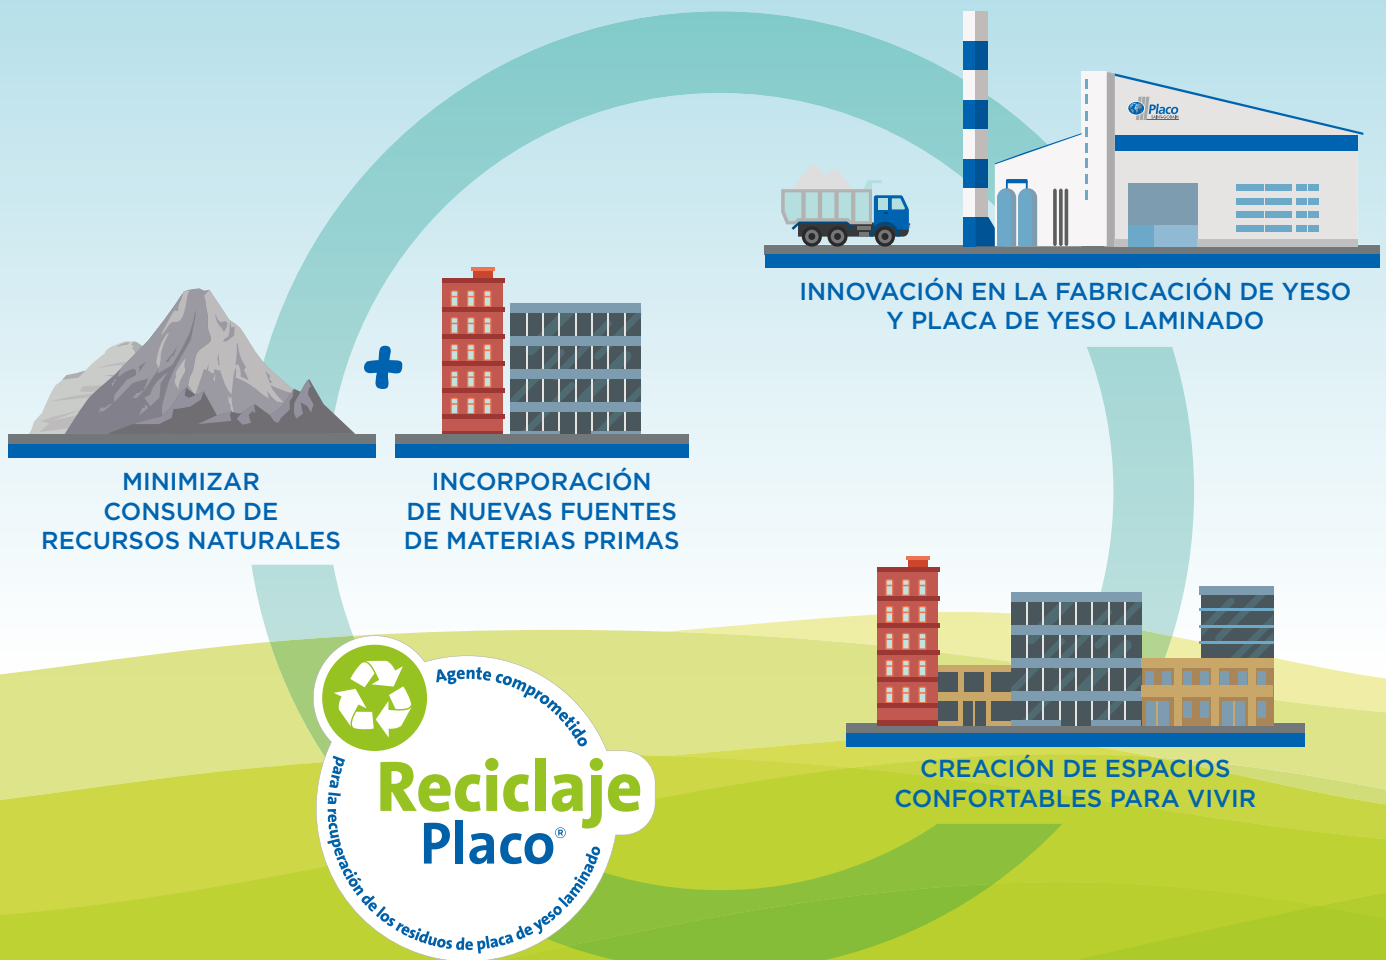 Placo
SAINT-GOBAIN
INNOVACIÓN EN LA FABRICACIÓN DE YESO
Y PLACA DE YESO LAMINADO
MINIMIZAR
CONSUMO DE
RECURSOS NATURALES
INCORPORACIÓN
DE NUEVAS FUENTES
DE MATERIAS PRIMAS
CREACIÓN DE ESPACIOS
CONFORTABLES PARA VIVIR
Agente comprometido
Reciclaje
Placo®
para la recuperación de los residuos de placa de yeso laminado